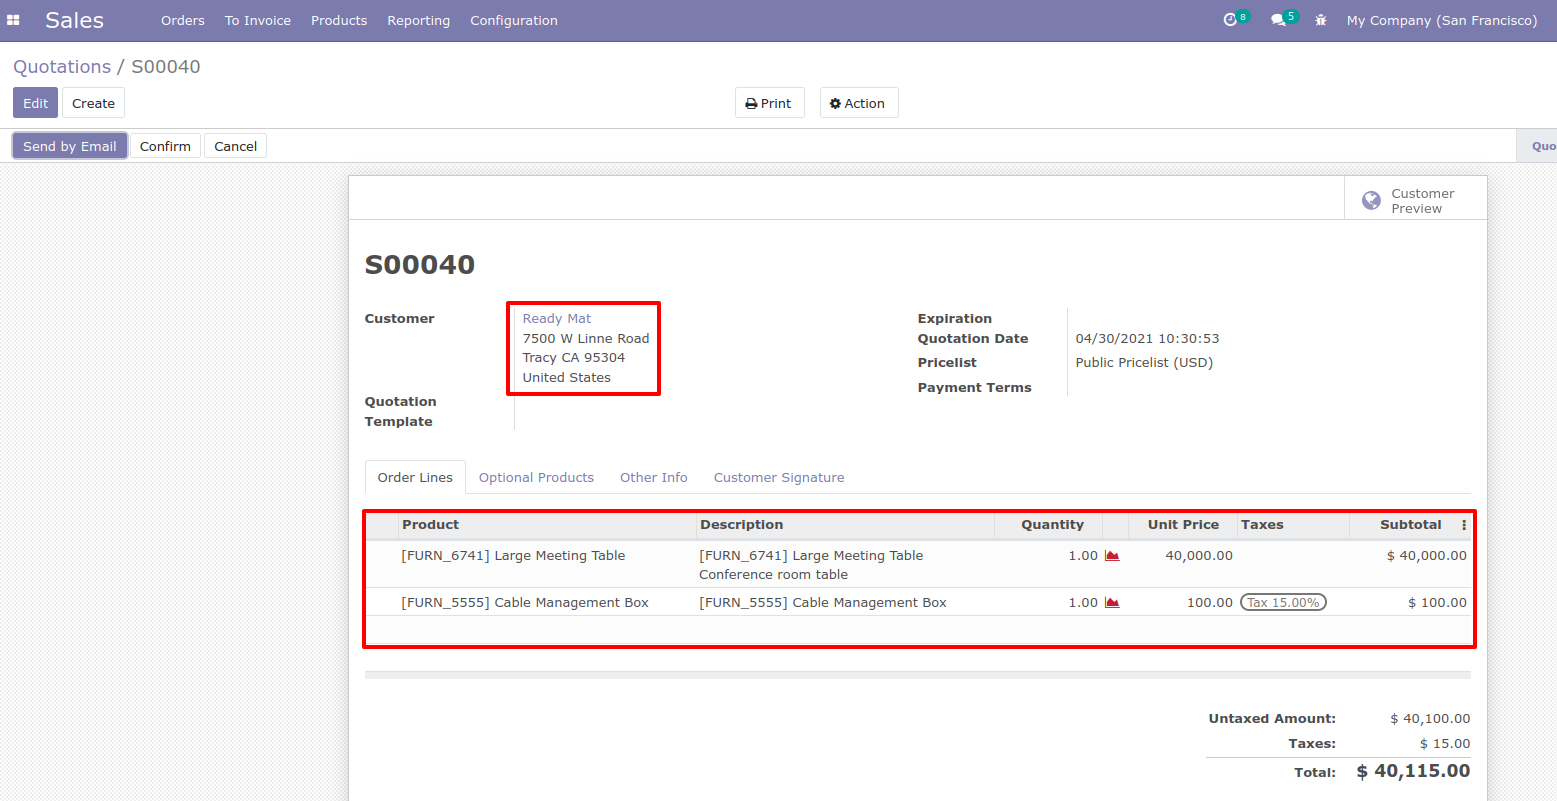 Sales Orders To Invoice Products Reporting Configuration 8 5 My Company (San Francisco)
Quotations / S00040
Edit Create Print Action
Send by Email Confirm Cancel Quo
Customer
Preview
S00040
Customer Ready Mat Expiration
7500 W Linne Road Quotation Date 04/30/2021 10:30:53
Tracy CA 95304 Pricelist Public Pricelist (USD)
United States Payment Terms
Quotation
Template
Order Lines Optional Products Other Info Customer Signature
Product Description Quantity Unit Price Taxes Subtotal
[FURN_6741] Large Meeting Table [FURN_6741] Large Meeting Table 1.00 40,000.00 $ 40,000.00
Conference room table
[FURN_5555] Cable Management Box [FURN_5555] Cable Management Box 1.00 100.00 Tax 15.00% $ 100.00
Untaxed Amount: $ 40,100.00
Taxes: $ 15.00
Total: $ 40,115.00